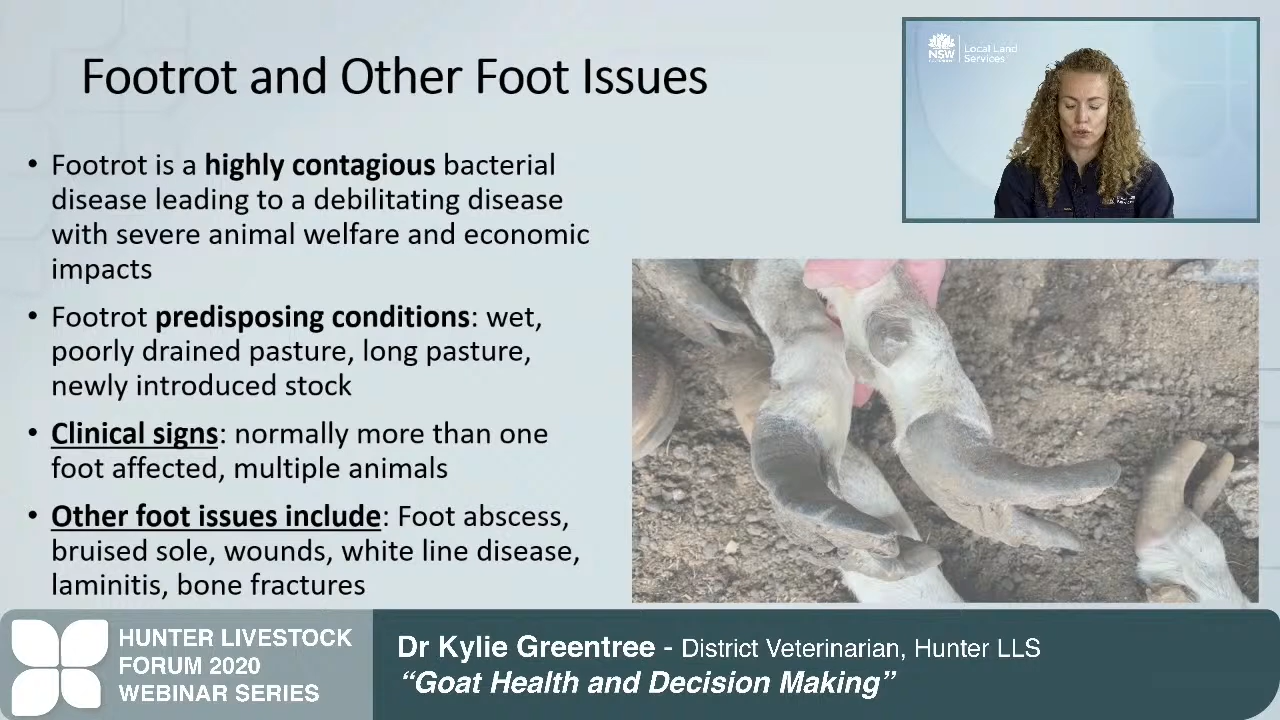 Footrot and Other Foot Issues
NSW
Local Land
Services
• Footrot is a highly contagious bacterial
disease leading to a debilitating disease
with severe animal welfare and economic
impacts
• Footrot predisposing conditions: wet,
poorly drained pasture, long pasture,
newly introduced stock
• Clinical signs: normally more than one
foot affected, multiple animals
• Other foot issues include: Foot abscess,
bruised sole, wounds, white line disease,
laminitis, bone fractures
HUNTER LIVESTOCK
FORUM 2020
WEBINAR SERIES
Dr Kylie Greentree - District Veterinarian, Hunter LLS
“Goat Health and Decision Making”